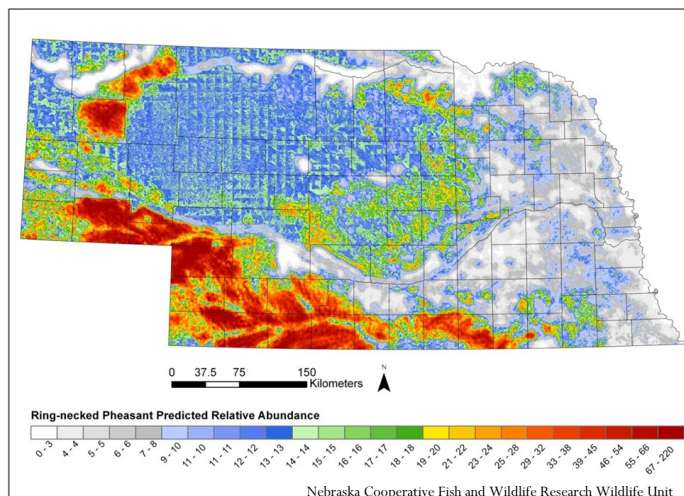 N
0 37.5 75 150
Kilometers
Ring-necked Pheasant Predicted Relative Abundance
0 - 3
3 - 4
4 - 5
5 - 5
6 - 6
7 - 8
9 - 10
10 - 11
11 - 11
12 - 12
13 - 13
14 - 14
15 - 15
16 - 16
17 - 17
18 - 18
19 - 20
21 - 22
23 - 24
25 - 28
29 - 32
33 - 38
39 - 45
46 - 54
55 - 66
67 - 220
Nebraska Cooperative Fish and Wildlife Research Wildlife Unit